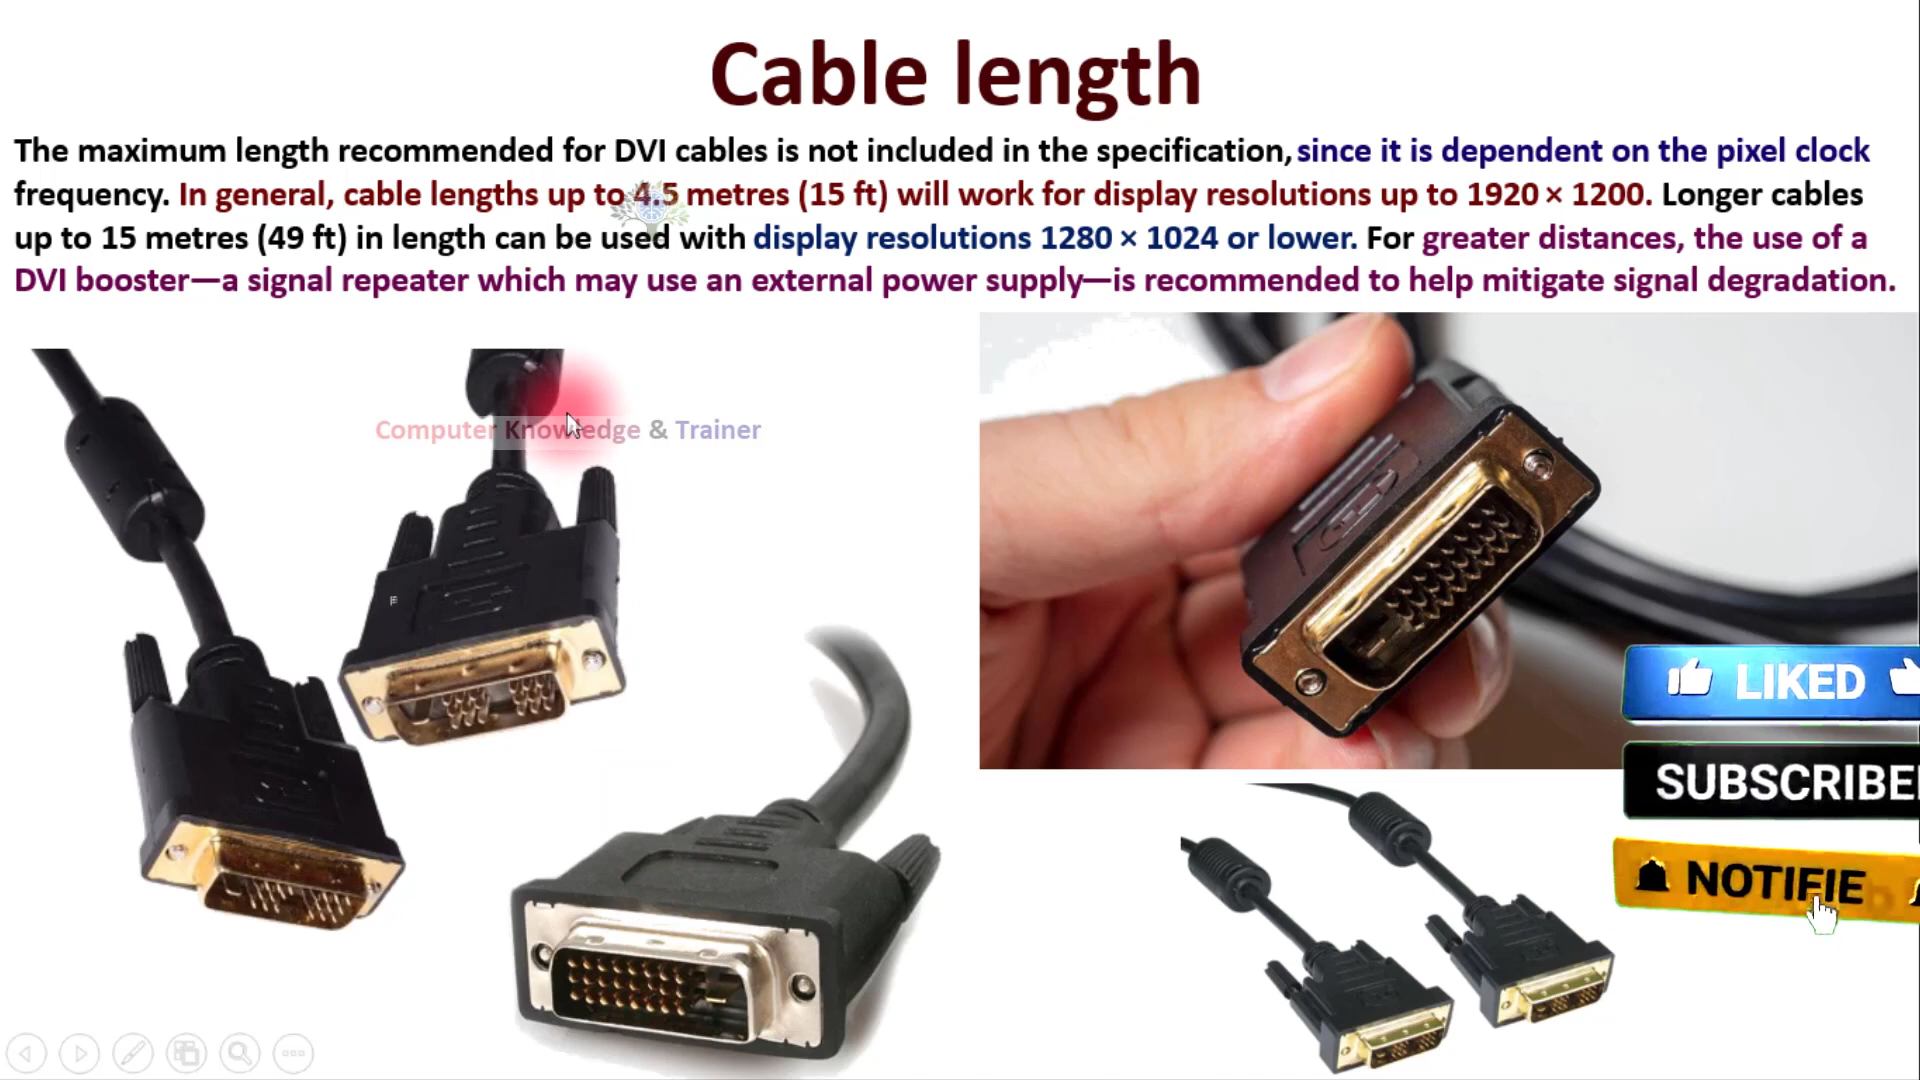 Cable length
The maximum length recommended for DVI cables is not included in the specification, since it is dependent on the pixel clock
frequency. In general, cable lengths up to 4.5 metres (15 ft) will work for display resolutions up to 1920 × 1200. Longer cables
up to 15 metres (49 ft) in length can be used with display resolutions 1280 × 1024 or lower. For greater distances, the use of a
DVI booster—a signal repeater which may use an external power supply—is recommended to help mitigate signal degradation.
Computer Knowledge & Trainer
LIKED
SUBSCRIBE
NOTIFIE